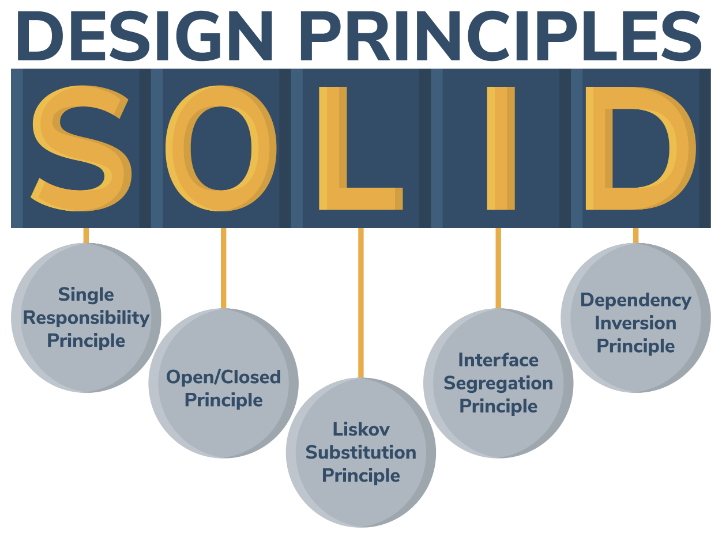 DESIGN PRINCIPLES
SOLID
Single
Responsibility
Principle
Open/Closed
Principle
Liskov
Substitution
Principle
Interface
Segregation
Principle
Dependency
Inversion
Principle